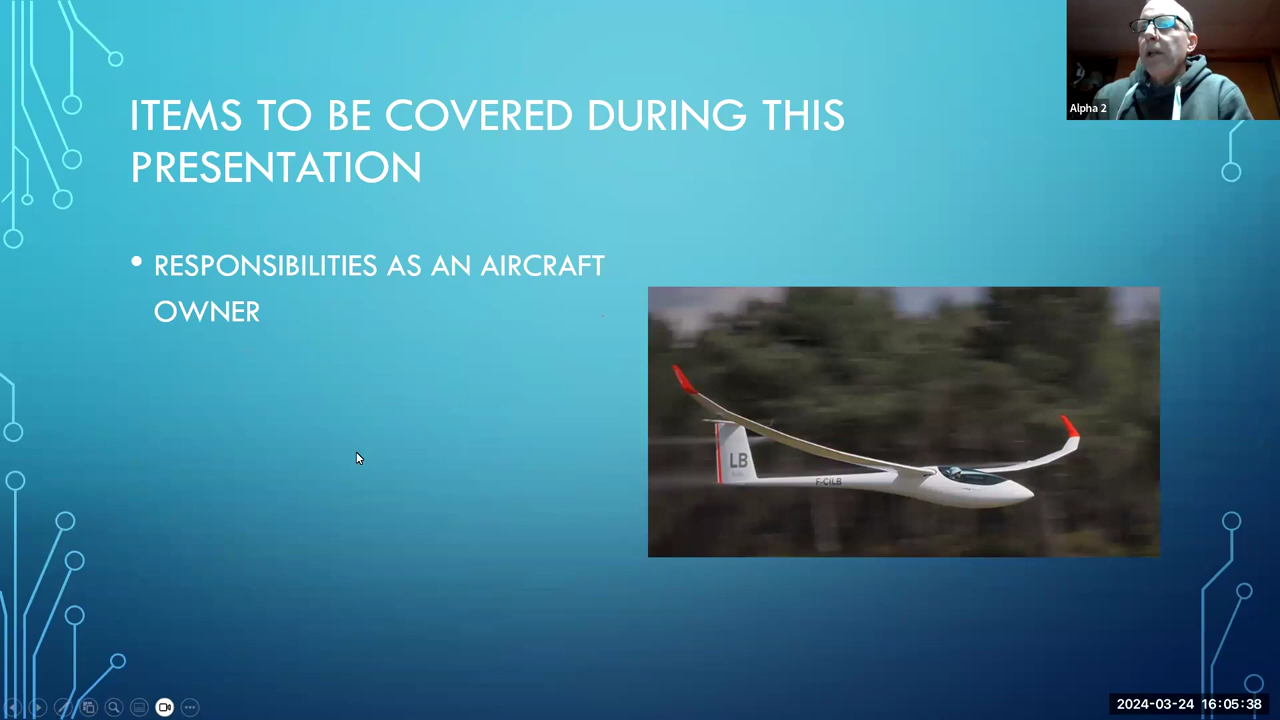 ITEMS TO BE COVERED DURING THIS
PRESENTATION
Alpha 2
• RESPONSIBILITIES AS AN AIRCRAFT
OWNER
LB
F-CILB
2024-03-24 16:05:38